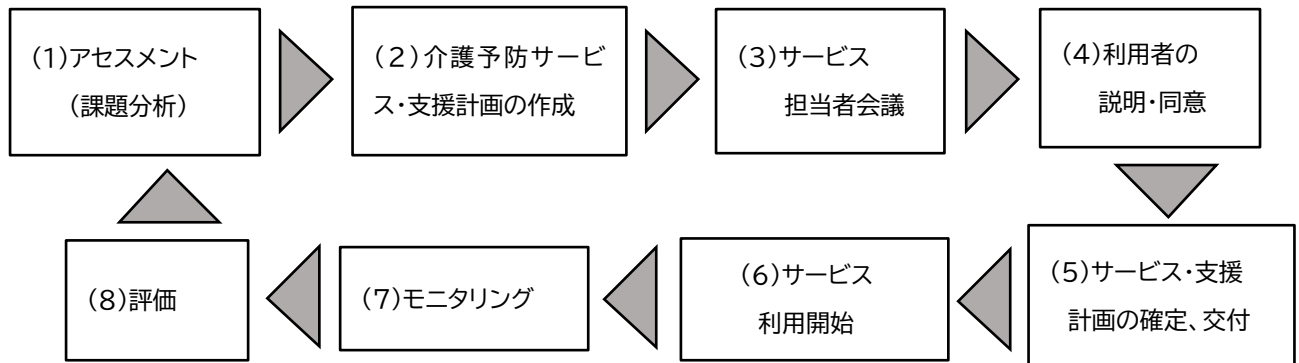 (1)アセスメント
(課題分析)
(2)介護予防サービ
ス・支援計画の作成
(3)サービス
担当者会議
(4)利用者の
説明・同意
(5)サービス・支援
計画の確定、交付
(6)サービス
利用開始
(7)モニタリング
(8)評価